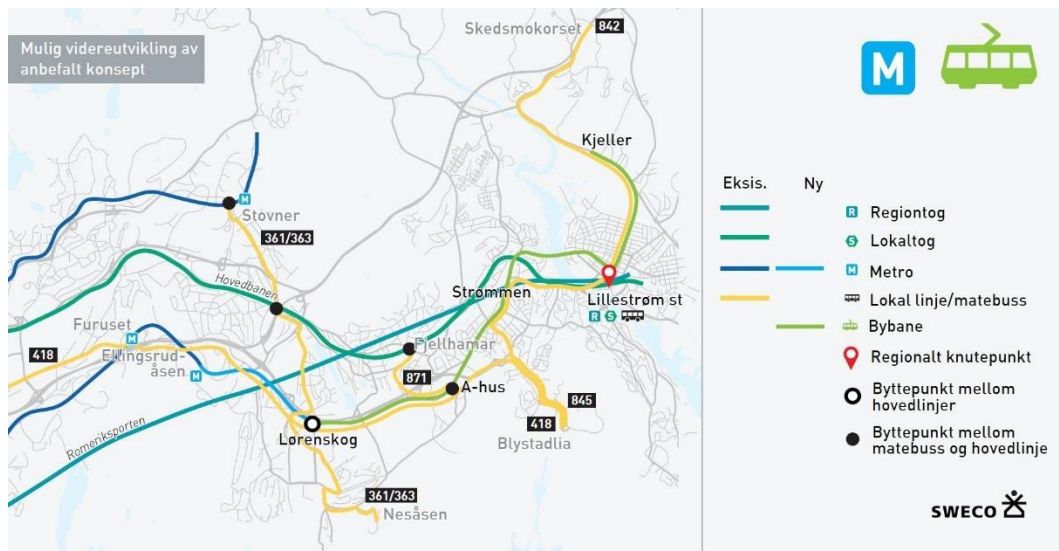 Mulig videreutvikling av
anbefalt konsept
Skedsmokorset
842
Kjeller
M
Stovner
361/363
Hovedbanen
Strømmen
Lillestrøm st
R S
Furuset
M
Ellingsrud-
åsen
M
418
Fjellhamar
871
A-hus
845
418
Blystadlia
Lørenskog
Romeriksporten
361/363
Nesåsen
M
Eksis.
Ny
R Regiontog
S Lokaltog
M Metro
Lokal linje/matebuss
Bybane
Regionalt knutepunkt
Byttepunkt mellom
hovedlinjer
Byttepunkt mellom
matebuss og hovedlinje
SWECO